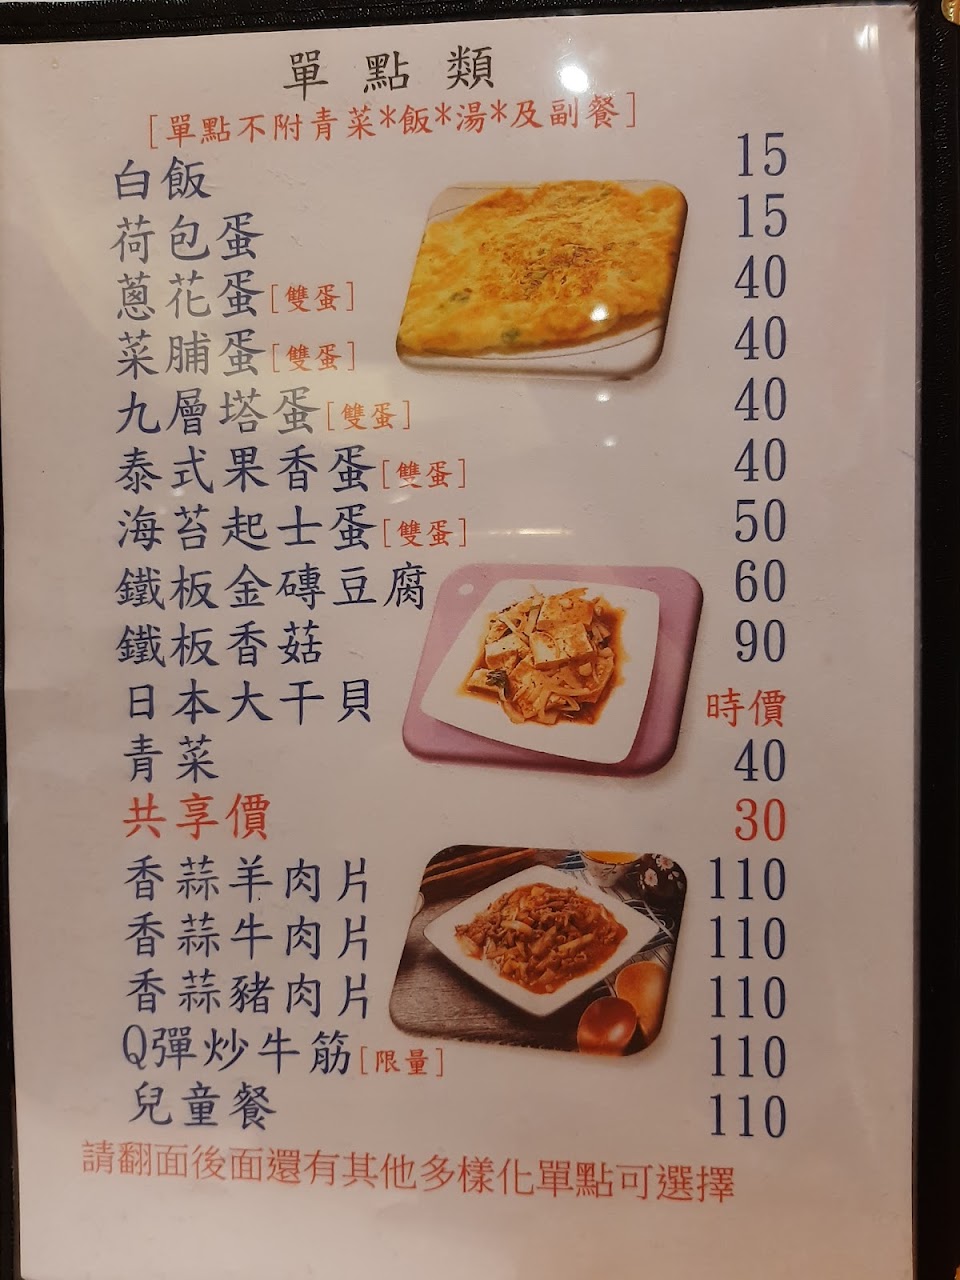 單點類
[單點不附青菜*飯*湯*及副餐]
白飯 15
荷包蛋 15
蔥花蛋[雙蛋] 40
菜脯蛋[雙蛋] 40
九層塔蛋[雙蛋] 40
泰式果香蛋[雙蛋] 40
海苔起士蛋[雙蛋] 50
鐵板金磚豆腐 60
鐵板香菇 90
日本大干貝 時價
青菜 40
共享價 30
香蒜羊肉片 110
香蒜牛肉片 110
香蒜豬肉片 110
Q彈炒牛筋[限量] 110
兒童餐 110
請翻面後面還有其他多樣化單點可選擇